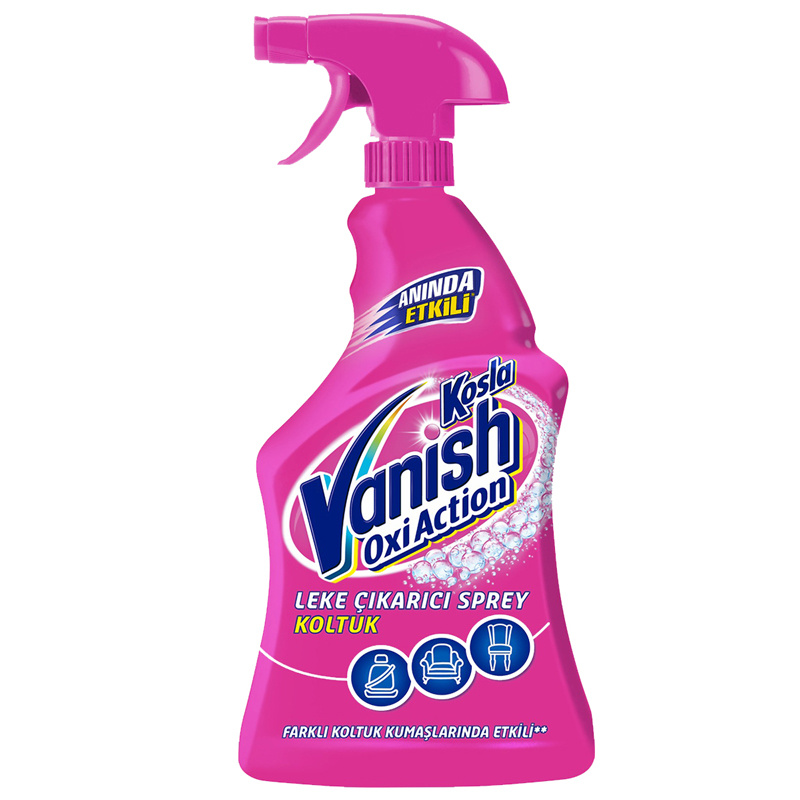 ANINDA
ETKİLİ*
Kosla
Vanish
Oxi Action
LEKE ÇIKARICI SPREY
KOLTUK
FARKLI KOLTUK KUMAŞLARINDA ETKİLİ**